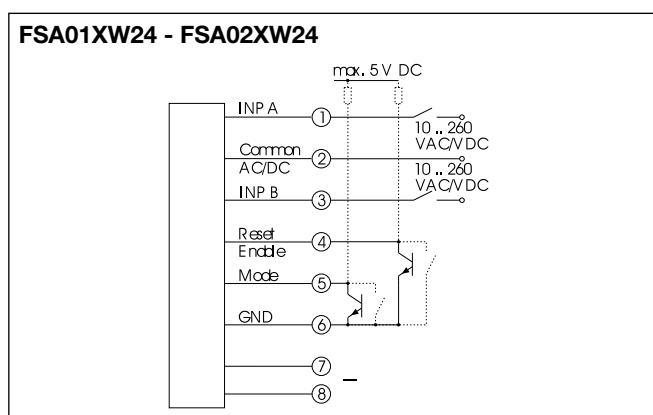 FSA01XW24 - FSA02XW24
max. 5 V DC
INP A
1
10 .. 260
VAC/VDC
Common
AC/DC
2
10 .. 260
VAC/VDC
INP B
3
Reset
Enable
4
Mode
5
GND
6
7
8